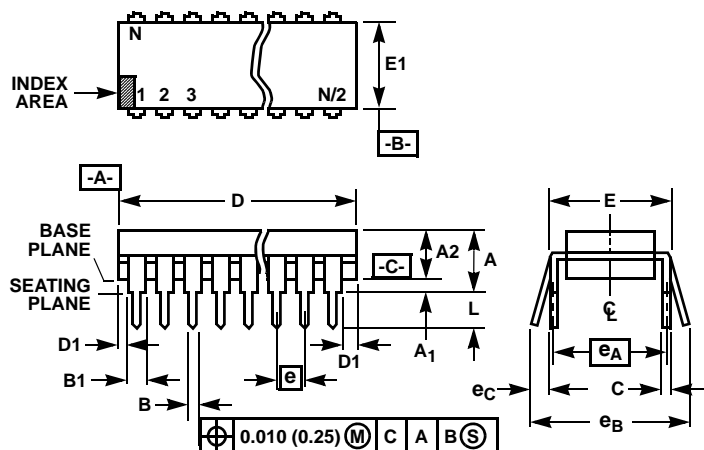 N
E1
INDEX
AREA
1 2 3 N/2
-B-
-A-
D
E
BASE
PLANE
A2
A
-C-
SEATING
PLANE
L
℄
D1
A1
D1
eA
B1
e
eC
C
B
eB
⌖ 0.010 (0.25) Ⓜ C A B Ⓢ